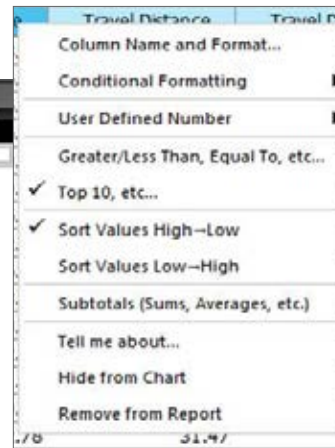 Travel Distance Travel D
Column Name and Format...
Conditional Formatting
User Defined Number
Greater/Less Than, Equal To, etc...
✓ Top 10, etc...
✓ Sort Values High→Low
Sort Values Low→High
Subtotals (Sums, Averages, etc.)
Tell me about...
Hide from Chart
Remove from Report
.78 31.47